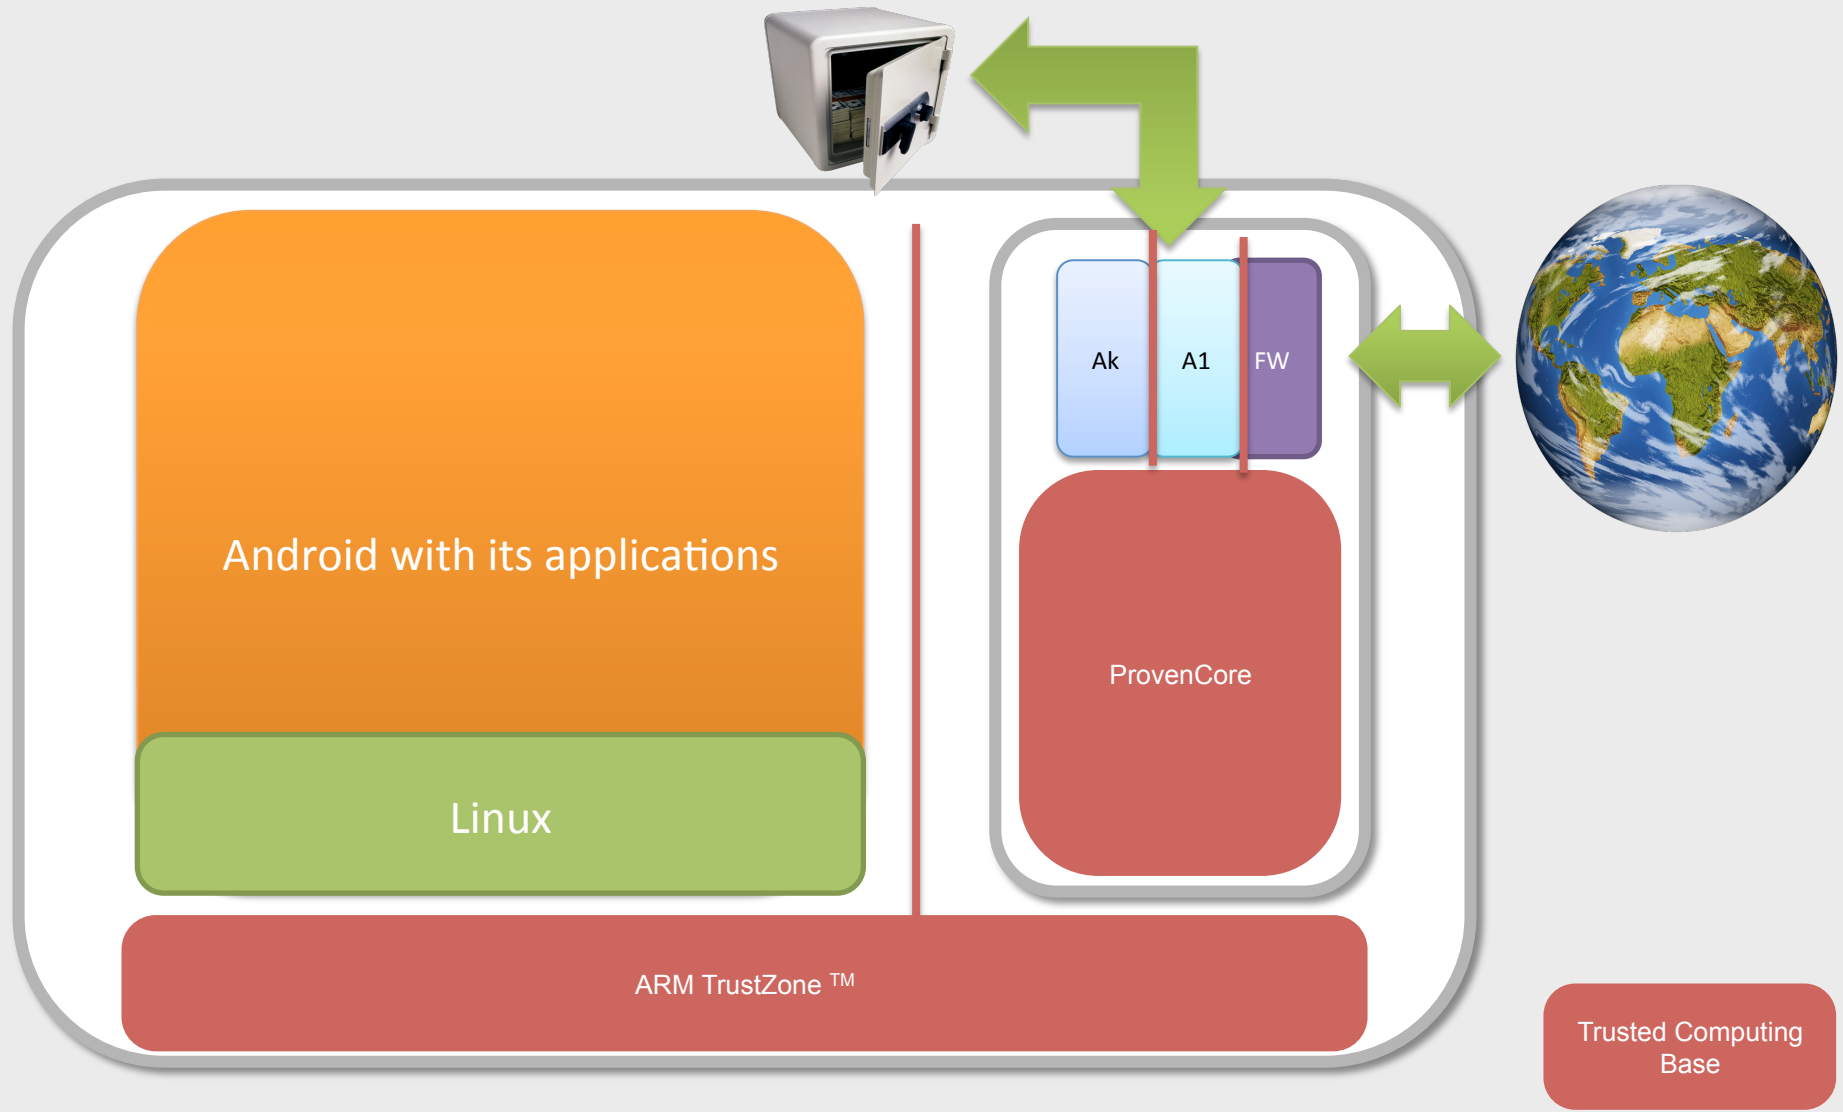 Ak
A1
FW
Android with its applications
ProvenCore
Linux
ARM TrustZone ™
Trusted Computing
Base